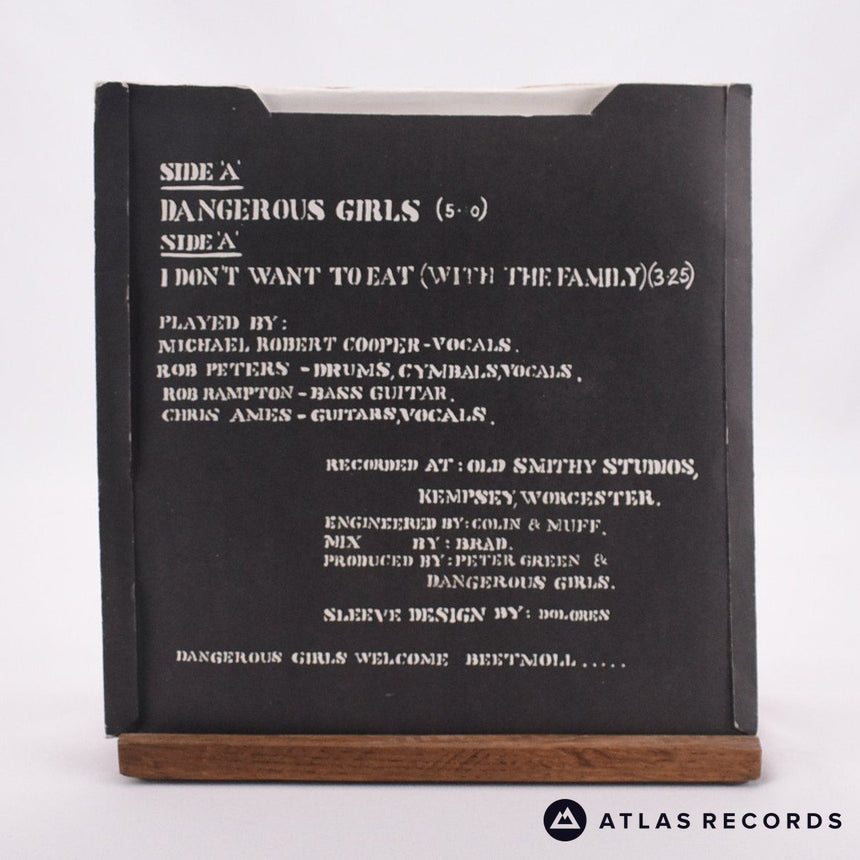 SIDE 'A'
DANGEROUS GIRLS (5· 0)
SIDE 'A'
I DON'T WANT TO EAT (WITH THE FAMILY)(3·25)
PLAYED BY:
MICHAEL ROBERT COOPER-VOCALS.
ROB PETERS - DRUMS, CYMBALS,VOCALS.
ROB RAMPTON - BASS GUITAR.
CHRIS AMES - GUITARS,VOCALS.
RECORDED AT: OLD SMITHY STUDIOS,
KEMPSEY, WORCESTER.
ENGINEERED BY: COLIN & MUFF.
MIX BY: BRAD.
PRODUCED BY: PETER GREEN &
DANGEROUS GIRLS.
SLEEVE DESIGN BY: DOLORES
DANGEROUS GIRLS WELCOME BEETMOLL.....
ATLAS RECORDS